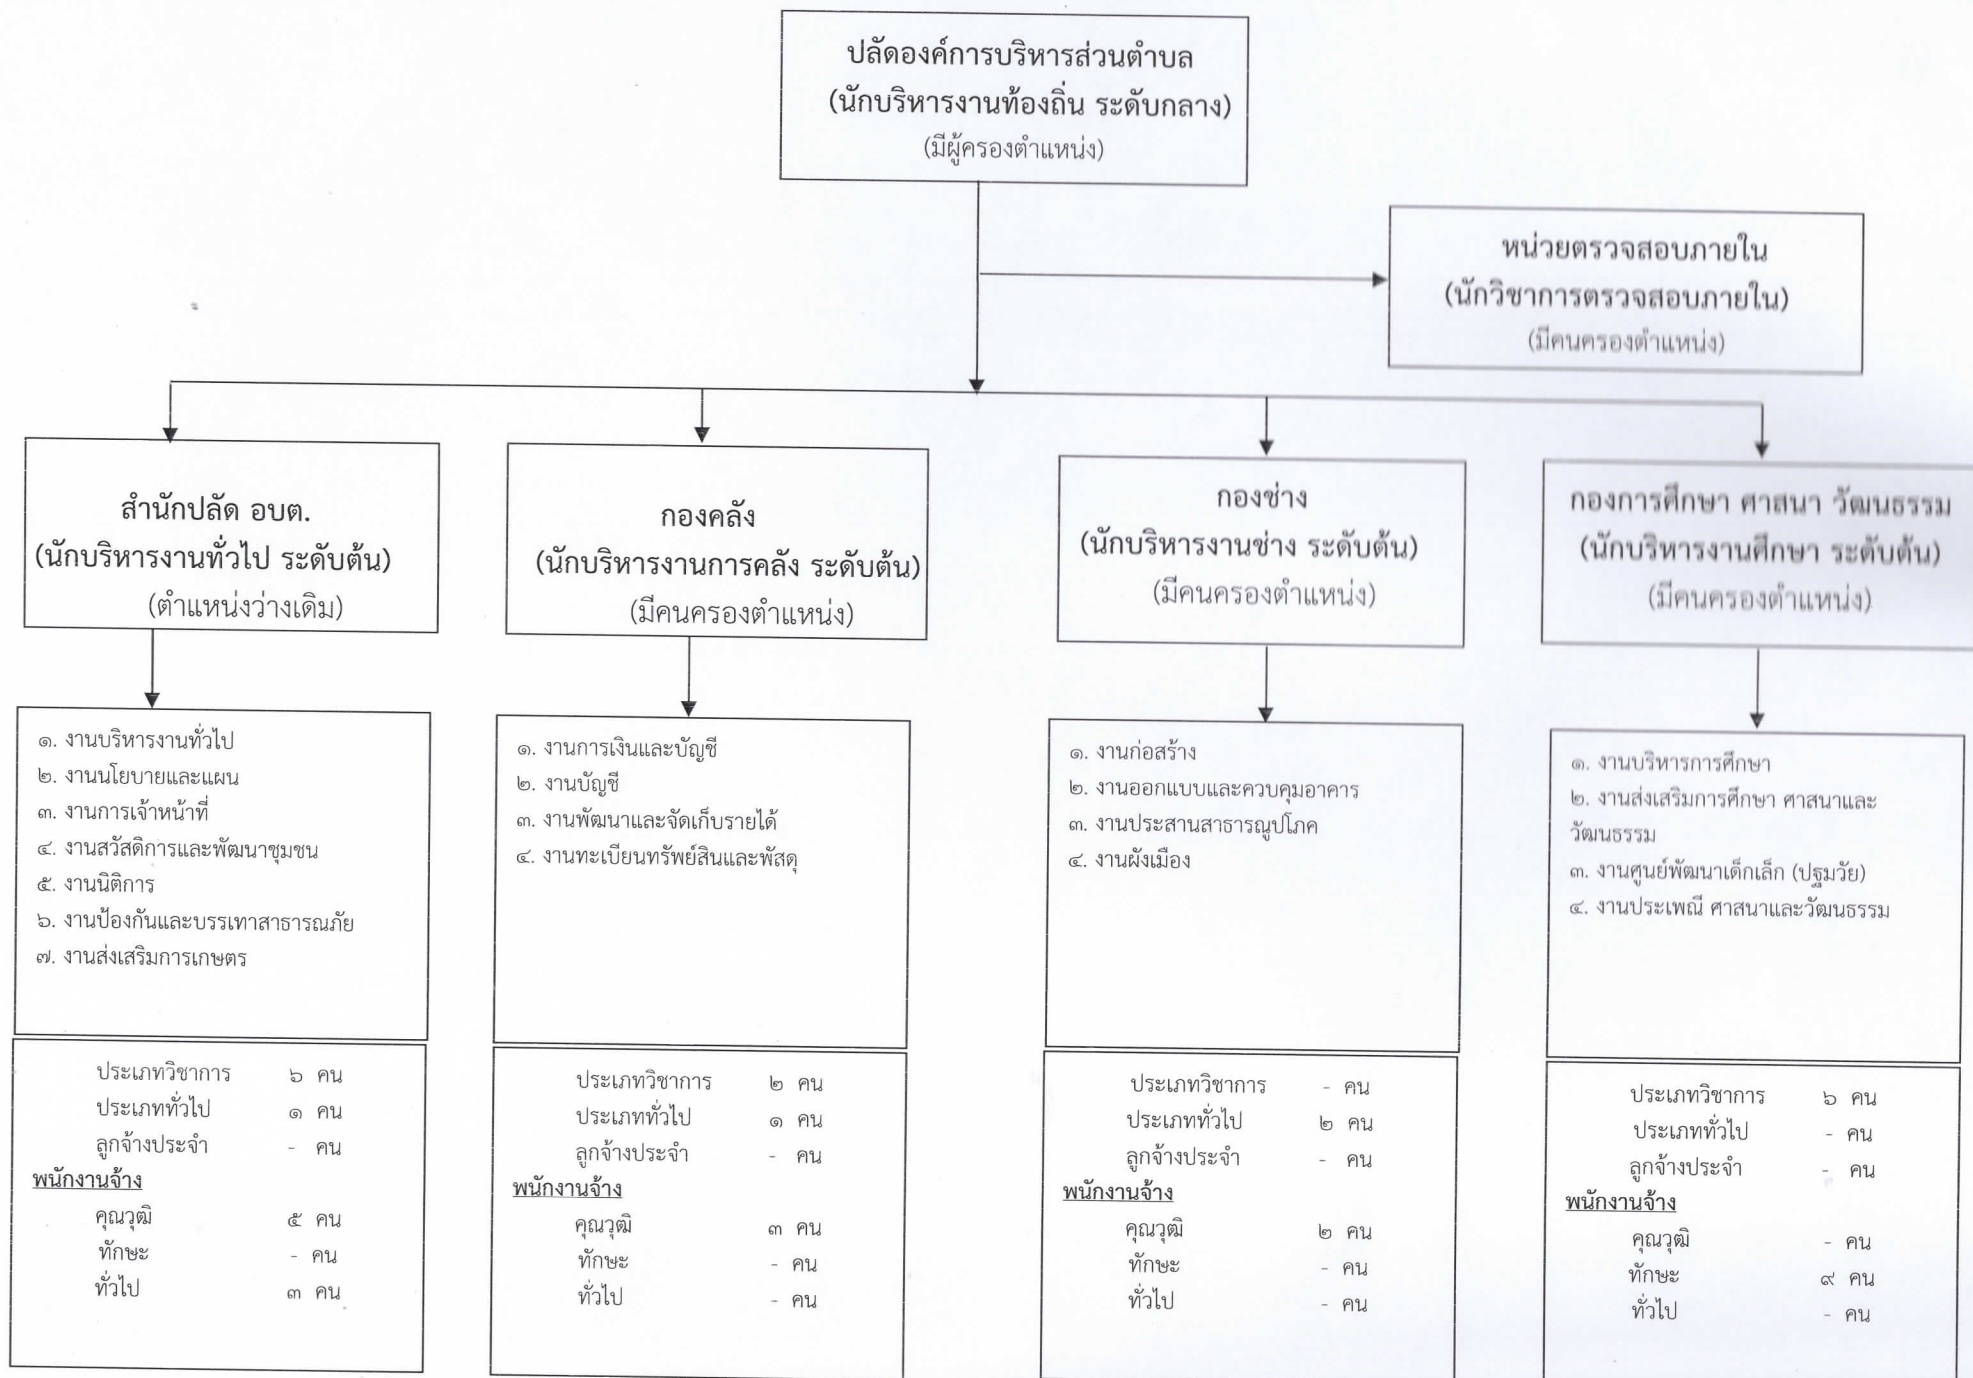 ปลัดองค์การบริหารส่วนตำบล
(นักบริหารงานท้องถิ่น ระดับกลาง)
(มีผู้ครองตำแหน่ง)
หน่วยตรวจสอบภายใน
(นักวิชาการตรวจสอบภายใน)
(มีคนครองตำแหน่ง)
สำนักปลัด อบต.
(นักบริหารงานทั่วไป ระดับต้น)
(ตำแหน่งว่างเดิม)
กองคลัง
(นักบริหารงานการคลัง ระดับต้น)
(มีคนครองตำแหน่ง)
กองช่าง
(นักบริหารงานช่าง ระดับต้น)
(มีคนครองตำแหน่ง)
กองการศึกษา ศาสนา วัฒนธรรม
(นักบริหารงานศึกษา ระดับต้น)
(มีคนครองตำแหน่ง)
๑. งานบริหารงานทั่วไป
๒. งานนโยบายและแผน
๓. งานการเจ้าหน้าที่
๔. งานสวัสดิการและพัฒนาชุมชน
๕. งานนิติการ
๖. งานป้องกันและบรรเทาสาธารณภัย
๗. งานส่งเสริมการเกษตร
๑. งานการเงินและบัญชี
๒. งานบัญชี
๓. งานพัฒนาและจัดเก็บรายได้
๔. งานทะเบียนทรัพย์สินและพัสดุ
๑. งานก่อสร้าง
๒. งานออกแบบและควบคุมอาคาร
๓. งานประสานสาธารณูปโภค
๔. งานผังเมือง
๑. งานบริหารการศึกษา
๒. งานส่งเสริมการศึกษา ศาสนาและ
วัฒนธรรม
๓. งานศูนย์พัฒนาเด็กเล็ก (ปฐมวัย)
๔. งานประเพณี ศาสนาและวัฒนธรรม
ประเภทวิชาการ ๖ คน
ประเภททั่วไป ๑ คน
ลูกจ้างประจำ - คน
พนักงานจ้าง
คุณวุฒิ ๕ คน
ทักษะ - คน
ทั่วไป ๓ คน
ประเภทวิชาการ ๒ คน
ประเภททั่วไป ๑ คน
ลูกจ้างประจำ - คน
พนักงานจ้าง
คุณวุฒิ ๓ คน
ทักษะ - คน
ทั่วไป - คน
ประเภทวิชาการ - คน
ประเภททั่วไป ๒ คน
ลูกจ้างประจำ - คน
พนักงานจ้าง
คุณวุฒิ ๒ คน
ทักษะ - คน
ทั่วไป - คน
ประเภทวิชาการ ๖ คน
ประเภททั่วไป - คน
ลูกจ้างประจำ - คน
พนักงานจ้าง
คุณวุฒิ - คน
ทักษะ ๙ คน
ทั่วไป - คน